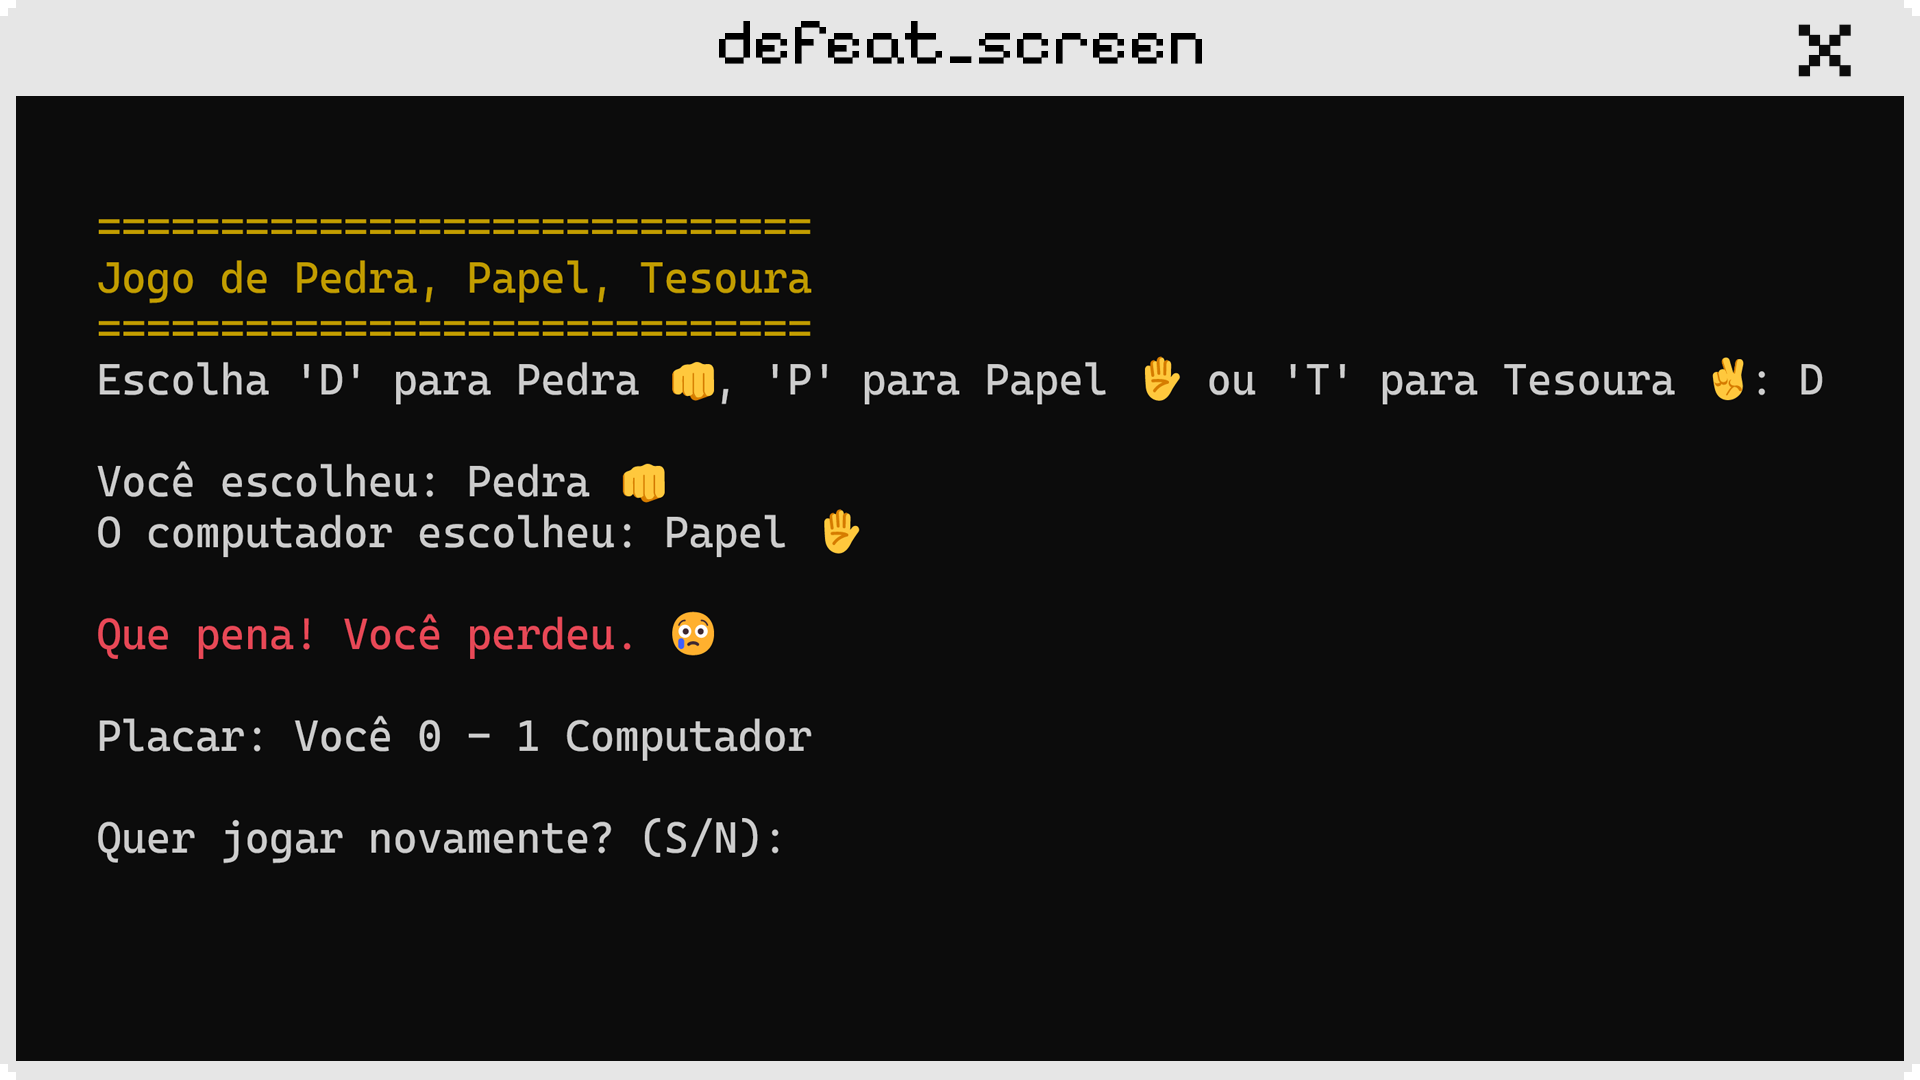 defeat_screen
=============================
Jogo de Pedra, Papel, Tesoura
=============================
Escolha 'D' para Pedra 👊, 'P' para Papel ✋ ou 'T' para Tesoura ✌: D
Você escolheu: Pedra 👊
O computador escolheu: Papel ✋
Que pena! Você perdeu. 😢
Placar: Você 0 - 1 Computador
Quer jogar novamente? (S/N):